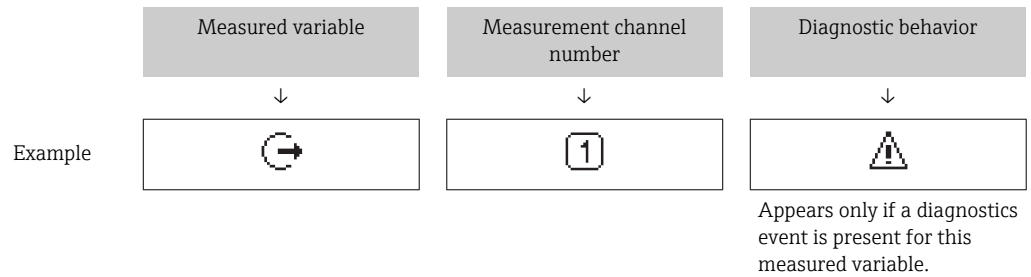 Measured variable
Measurement channel
number
Diagnostic behavior
↓
↓
↓
Example
1
Appears only if a diagnostics
event is present for this
measured variable.